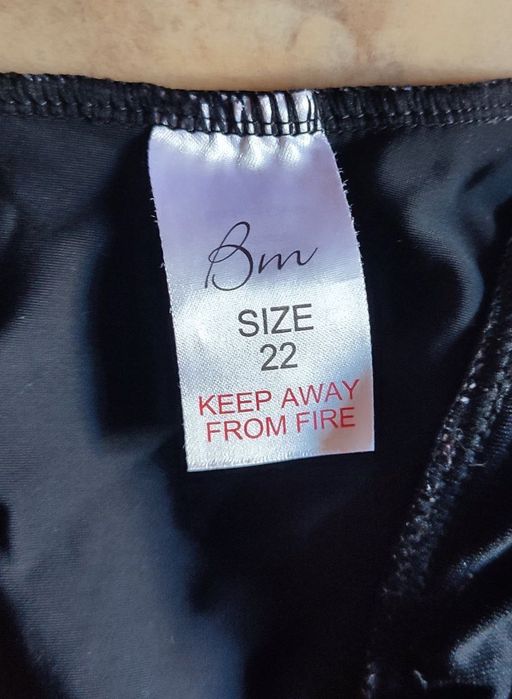 Bm
SIZE
22
KEEP AWAY
FROM FIRE